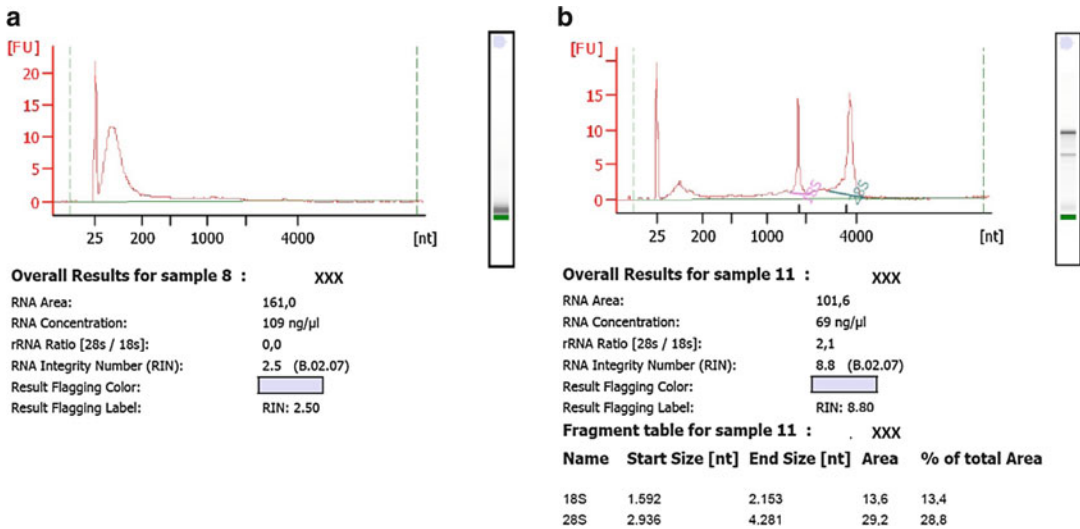 a
[FU]
20
15
10
5
0
25 200 1000 4000 [nt]
Overall Results for sample 8 : XXX
RNA Area: 161,0
RNA Concentration: 109 ng/µl
rRNA Ratio [28s / 18s]: 0,0
RNA Integrity Number (RIN): 2.5 (B.02.07)
Result Flagging Color:
Result Flagging Label: RIN: 2.50
b
[FU]
15
10
5
0
18S
28S
25 200 1000 4000 [nt]
Overall Results for sample 11 : XXX
RNA Area: 101,6
RNA Concentration: 69 ng/µl
rRNA Ratio [28s / 18s]: 2,1
RNA Integrity Number (RIN): 8.8 (B.02.07)
Result Flagging Color:
Result Flagging Label: RIN: 8.80
Fragment table for sample 11 : . XXX
Name Start Size [nt] End Size [nt] Area % of total Area
18S 1.592 2.153 13,6 13,4
28S 2.936 4.281 29,2 28,8